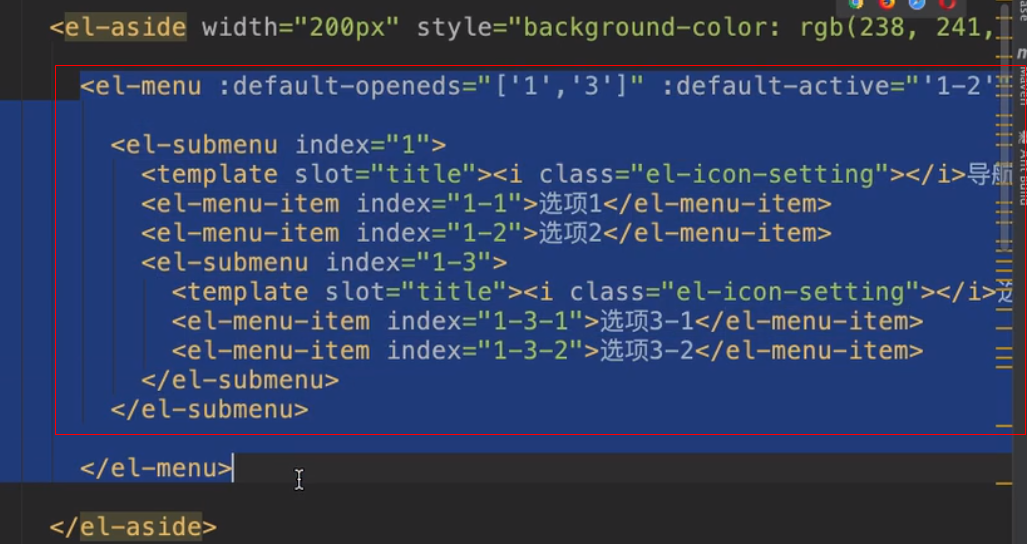 <el-aside width="200px" style="background-color: rgb(238, 241,
<el-menu :default-openeds="['1','3']" :default-active="'1-2'
<el-submenu index="1">
<template slot="title"><i class="el-icon-setting"></i>导航
<el-menu-item index="1-1">选项1</el-menu-item>
<el-menu-item index="1-2">选项2</el-menu-item>
<el-submenu index="1-3">
<template slot="title"><i class="el-icon-setting"></i>
<el-menu-item index="1-3-1">选项3-1</el-menu-item>
<el-menu-item index="1-3-2">选项3-2</el-menu-item>
</el-submenu>
</el-submenu>
</el-menu>
</el-aside>
Maven
Ant Build